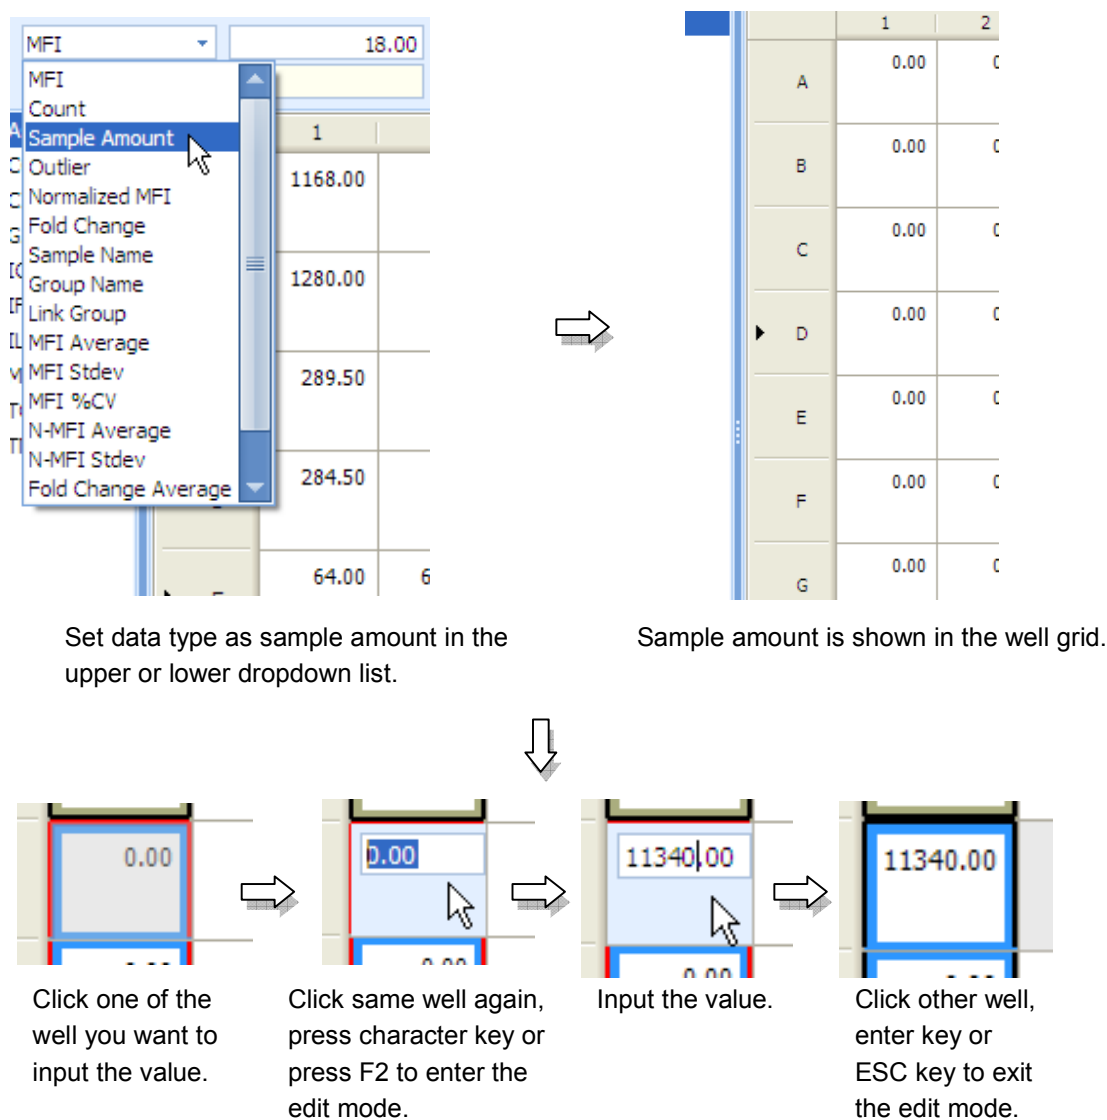 MFI 18.00
MFI
Count
Sample Amount
Outlier
Normalized MFI
Fold Change
Sample Name
Group Name
Link Group
MFI Average
MFI Stdev
MFI %CV
N-MFI Average
N-MFI Stdev
Fold Change Average
1
1168.00
1280.00
289.50
284.50
64.00 6
1 2
A 0.00
B 0.00
C 0.00
D 0.00
E 0.00
F 0.00
G 0.00
Set data type as sample amount in the
upper or lower dropdown list.
Sample amount is shown in the well grid.
0.00
0.00
11340.00
11340.00
Click one of the
well you want to
input the value.
Click same well again,
press character key or
press F2 to enter the
edit mode.
Input the value.
Click other well,
enter key or
ESC key to exit
the edit mode.